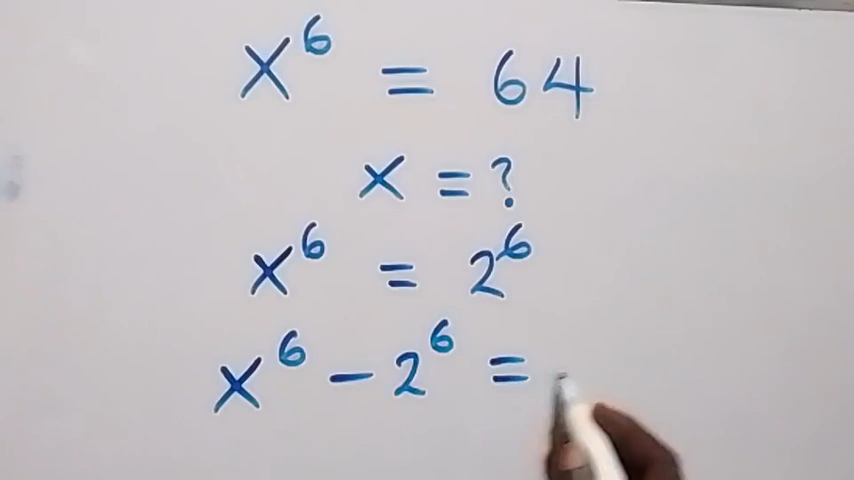 x⁶ = 64
x = ?
x⁶ = 2⁶
x⁶ - 2⁶ =